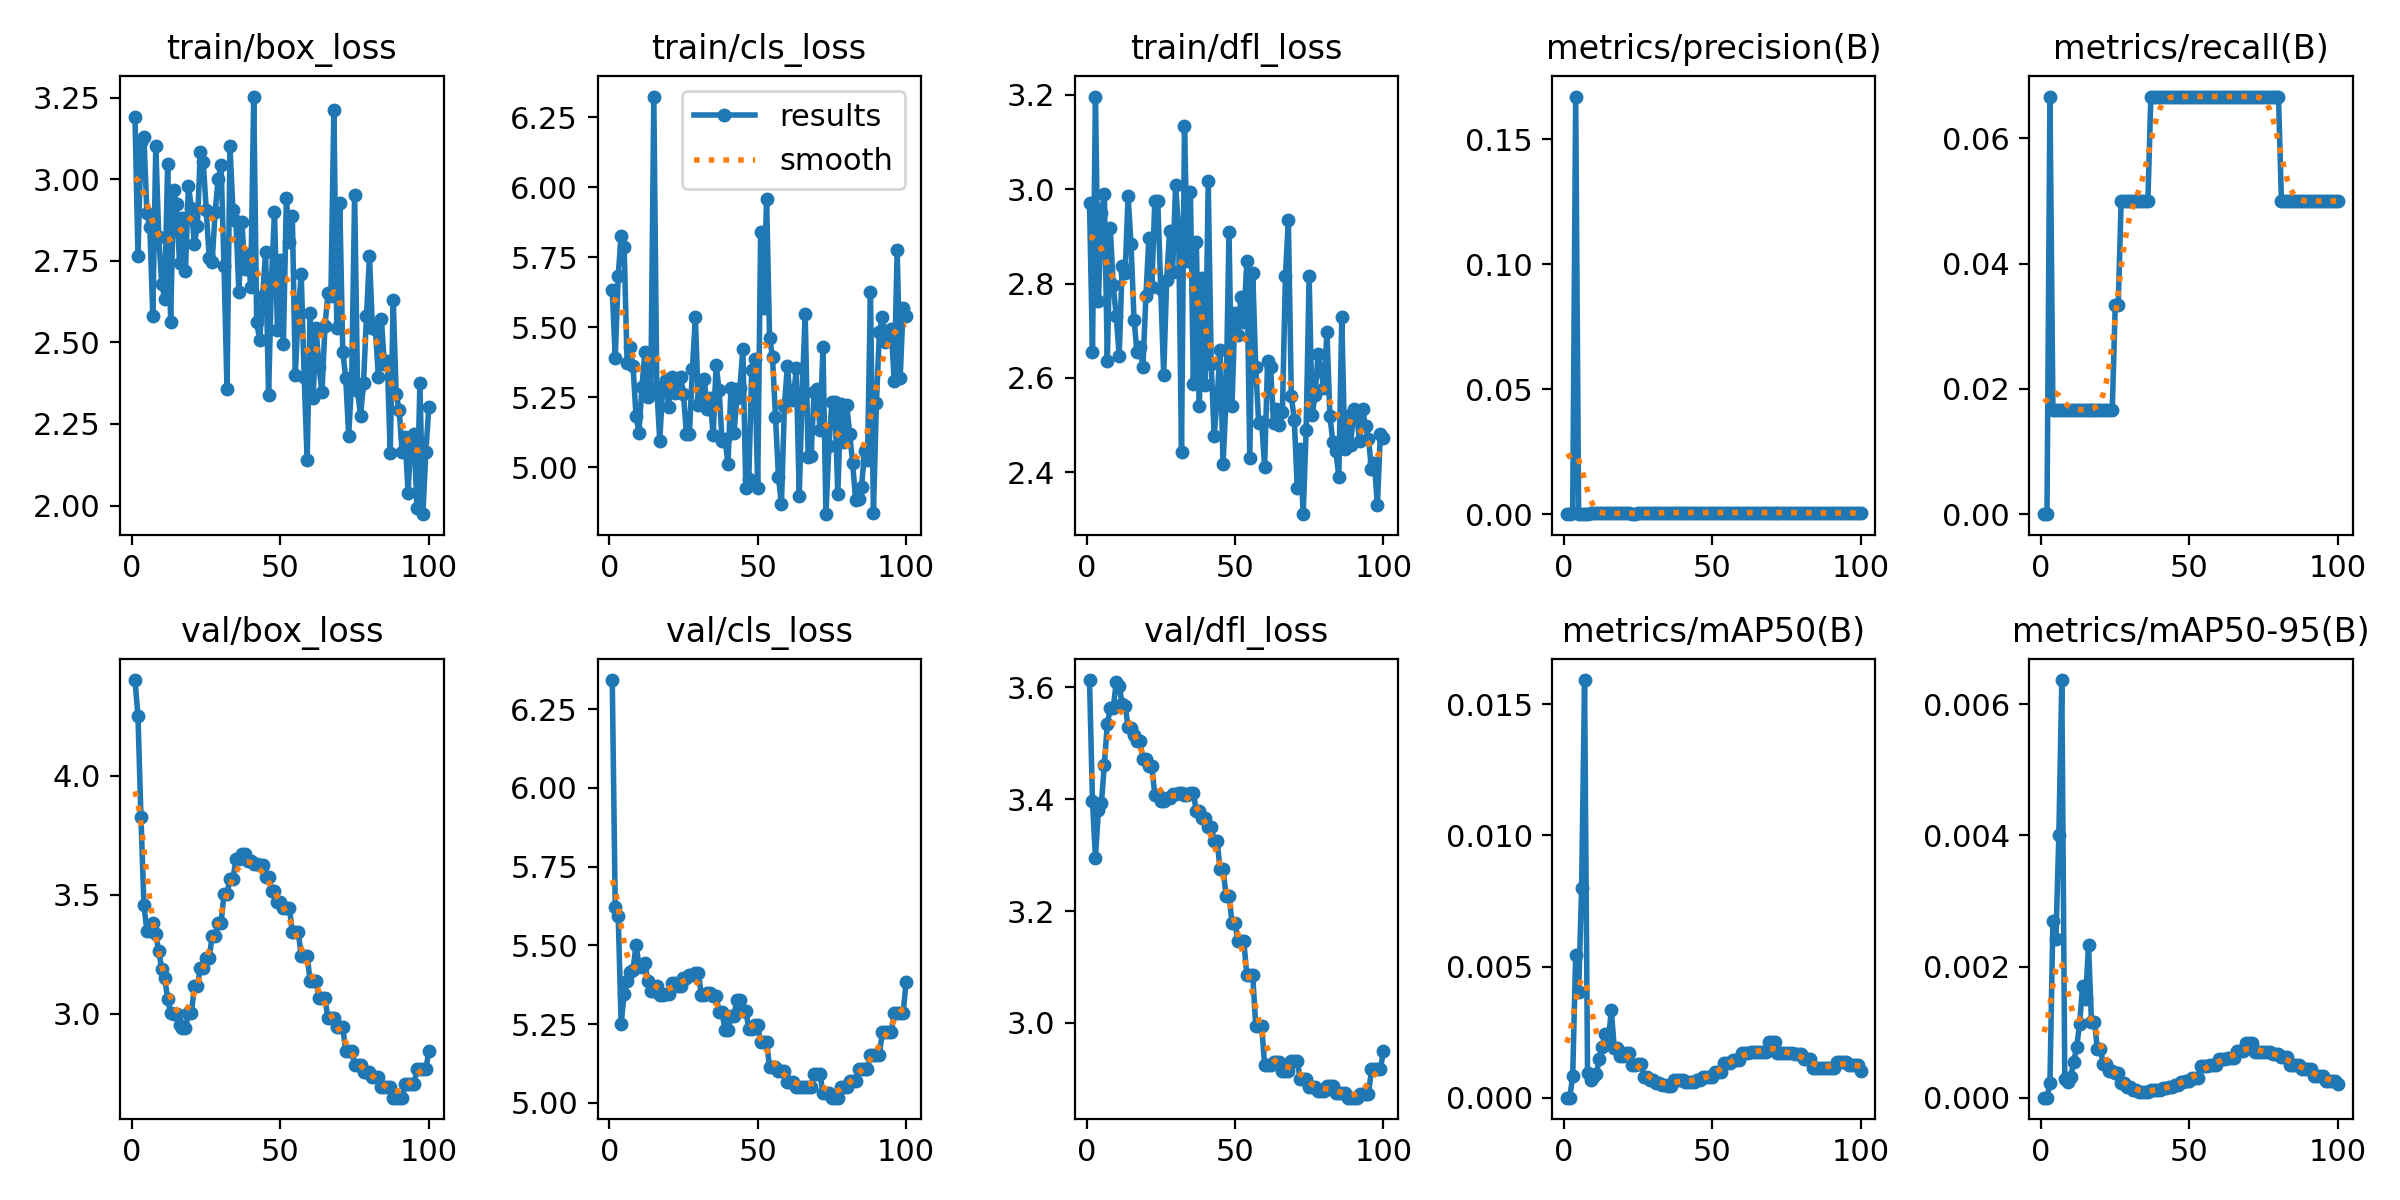 train/box_loss
3.25
3.00
2.75
2.50
2.25
2.00
0 50 100
train/cls_loss
results
smooth
6.25
6.00
5.75
5.50
5.25
5.00
0 50 100
train/dfl_loss
3.2
3.0
2.8
2.6
2.4
0 50 100
metrics/precision(B)
0.15
0.10
0.05
0.00
0 50 100
metrics/recall(B)
0.06
0.04
0.02
0.00
0 50 100
val/box_loss
4.0
3.5
3.0
0 50 100
val/cls_loss
6.25
6.00
5.75
5.50
5.25
5.00
0 50 100
val/dfl_loss
3.6
3.4
3.2
3.0
0 50 100
metrics/mAP50(B)
0.015
0.010
0.005
0.000
0 50 100
metrics/mAP50-95(B)
0.006
0.004
0.002
0.000
0 50 100